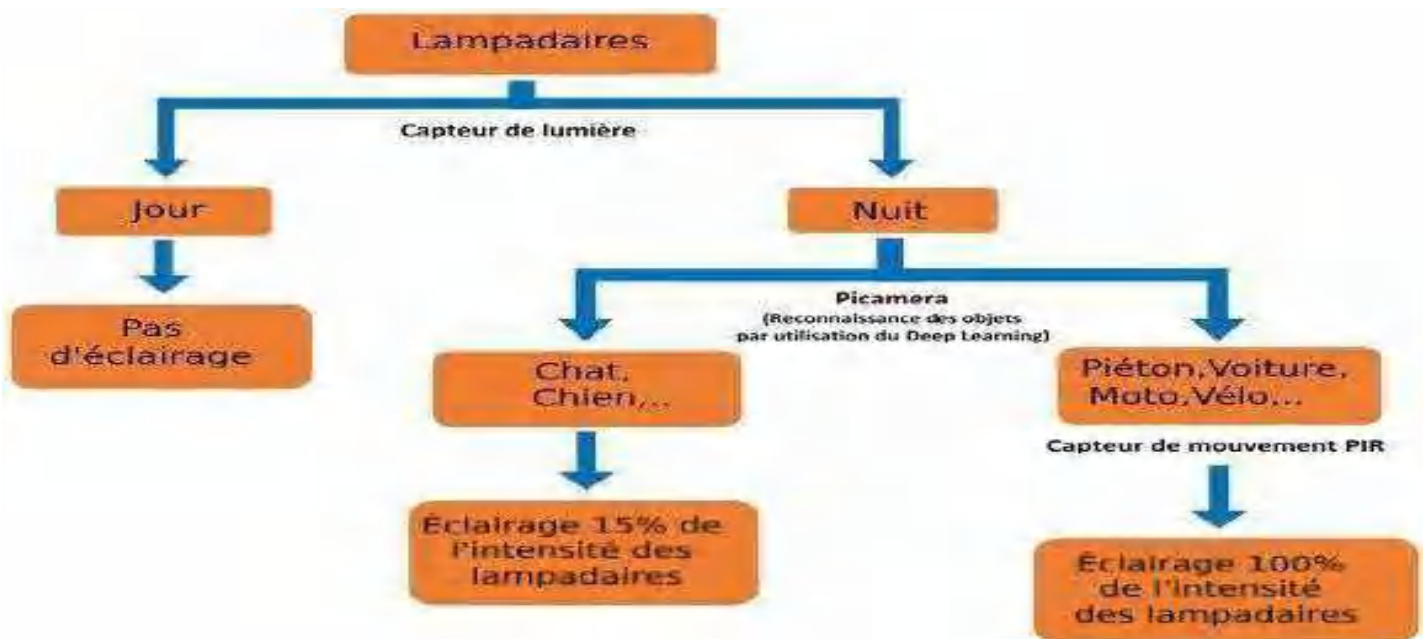 Lampadaires
Capteur de lumière
Jour
Nuit
Pas
d'éclairage
Picamera
(Reconnaissance des objets
par utilisation du Deep Learning)
Chat,
Chien,..
Piéton,Voiture,
Moto,Vélo,..
Capteur de mouvement PIR
Éclairage 15% de
l'intensité des
lampadaires
Éclairage 100%
de l'intensité
des lampadaires